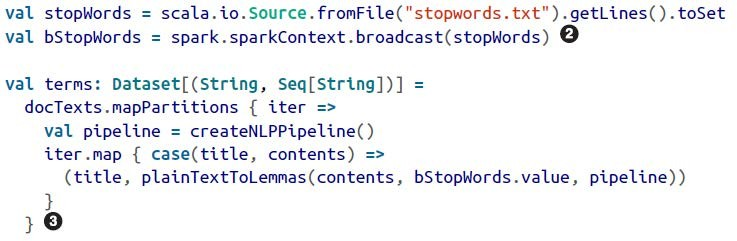 val stopWords = scala.io.Source.fromFile("stopwords.txt").getLines().toSet
val bStopWords = spark.sparkContext.broadcast(stopWords) ❷
val terms: Dataset[(String, Seq[String])] =
  docTexts.mapPartitions { iter =>
    val pipeline = createNLPPipeline()
    iter.map { case(title, contents) =>
      (title, plainTextToLemmas(contents, bStopWords.value, pipeline))
    }
  } ❸